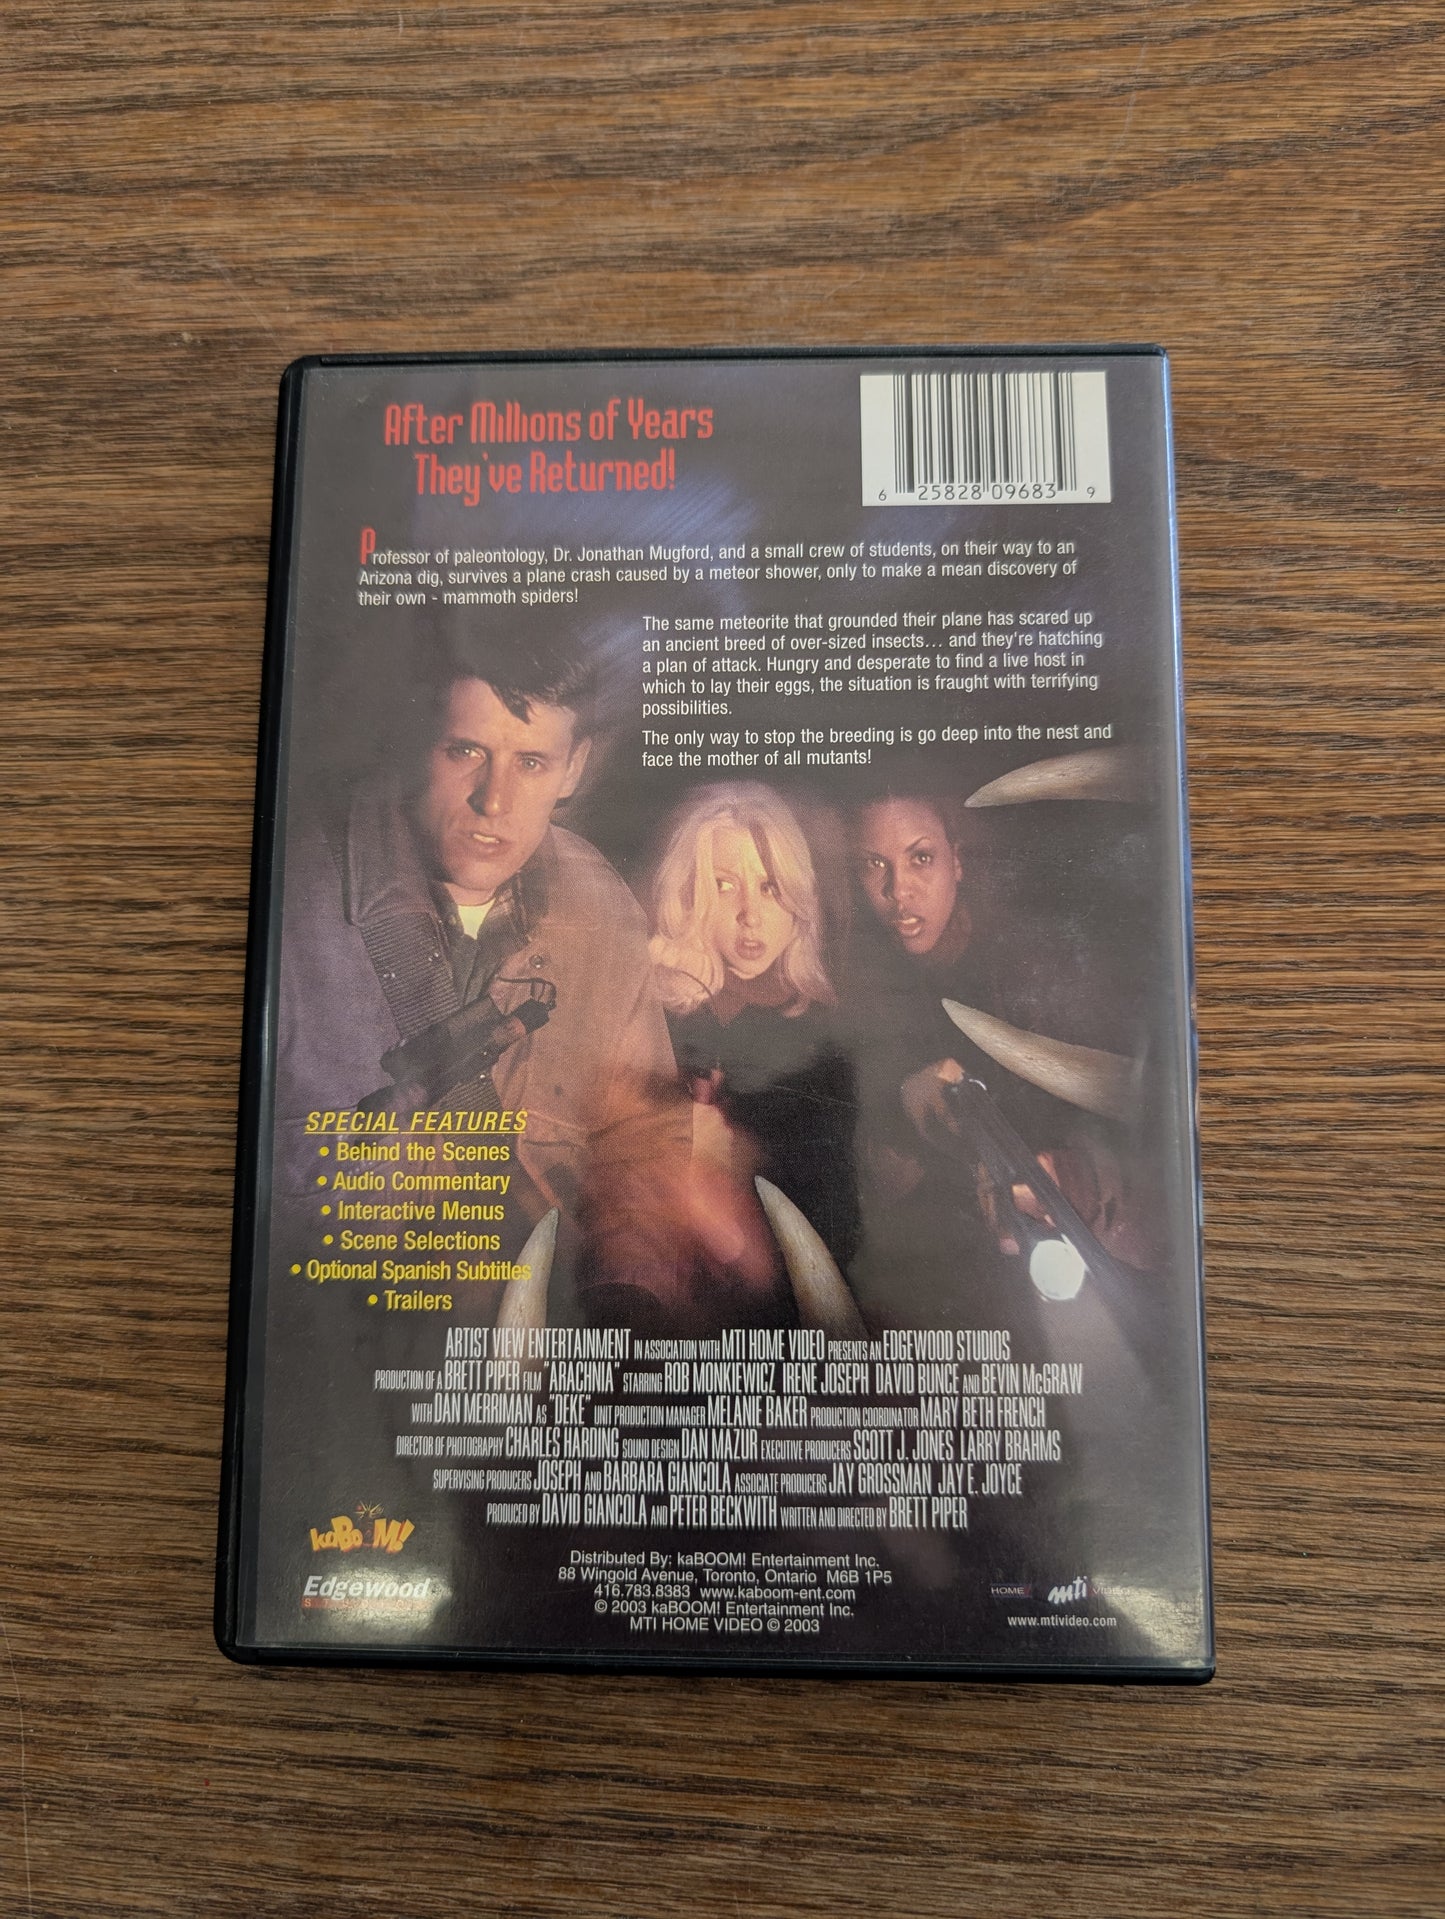 After Millions of Years
They've Returned!
6 25828 09683 9
Professor of paleontology, Dr. Jonathan Mugford, and a small crew of students, on their way to an
Arizona dig, survives a plane crash caused by a meteor shower, only to make a mean discovery of
their own - mammoth spiders!
The same meteorite that grounded their plane has scared up
an ancient breed of over-sized insects... and they're hatching
a plan of attack. Hungry and desperate to find a live host in
which to lay their eggs, the situation is fraught with terrifying
possibilities.
The only way to stop the breeding is go deep into the nest and
face the mother of all mutants!
SPECIAL FEATURES
• Behind the Scenes
• Audio Commentary
• Interactive Menus
• Scene Selections
• Optional Spanish Subtitles
• Trailers
ARTIST VIEW ENTERTAINMENT IN ASSOCIATION WITH MTI HOME VIDEO PRESENTS AN EDGEWOOD STUDIOS
PRODUCTION OF A BRETT PIPER FILM "ARACHNIA" STARRING ROB MONKIEWICZ IRENE JOSEPH DAVID BUNCE AND BEVIN McGRAW
WITH DAN MERRIMAN AS "DEKE" UNIT PRODUCTION MANAGER MELANIE BAKER PRODUCTION COORDINATOR MARY BETH FRENCH
DIRECTOR OF PHOTOGRAPHY CHARLES HARDING SOUND DESIGN DAN MAZUR EXECUTIVE PRODUCERS SCOTT J. JONES LARRY BRAHMS
SUPERVISING PRODUCERS JOSEPH AND BARBARA GIANCOLA ASSOCIATE PRODUCERS JAY GROSSMAN JAY E. JOYCE
PRODUCED BY DAVID GIANCOLA AND PETER BECKWITH WRITTEN AND DIRECTED BY BRETT PIPER
kaBOOM!
Edgewood
STUDIOS
Distributed By: kaBOOM! Entertainment Inc.
88 Wingold Avenue, Toronto, Ontario M6B 1P5
416.783.8383 www.kaboom-ent.com
© 2003 kaBOOM! Entertainment Inc.
MTI HOME VIDEO © 2003
HOME mti VIDEO
www.mtivideo.com